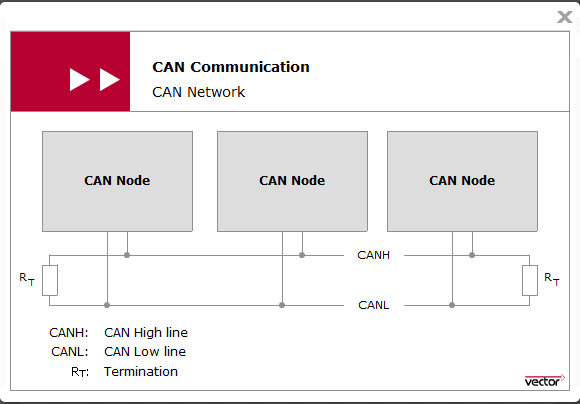 CAN Communication
CAN Network
CAN Node
CAN Node
CAN Node
CANH
RT
RT
CANL
CANH: CAN High line
CANL: CAN Low line
RT: Termination
vector